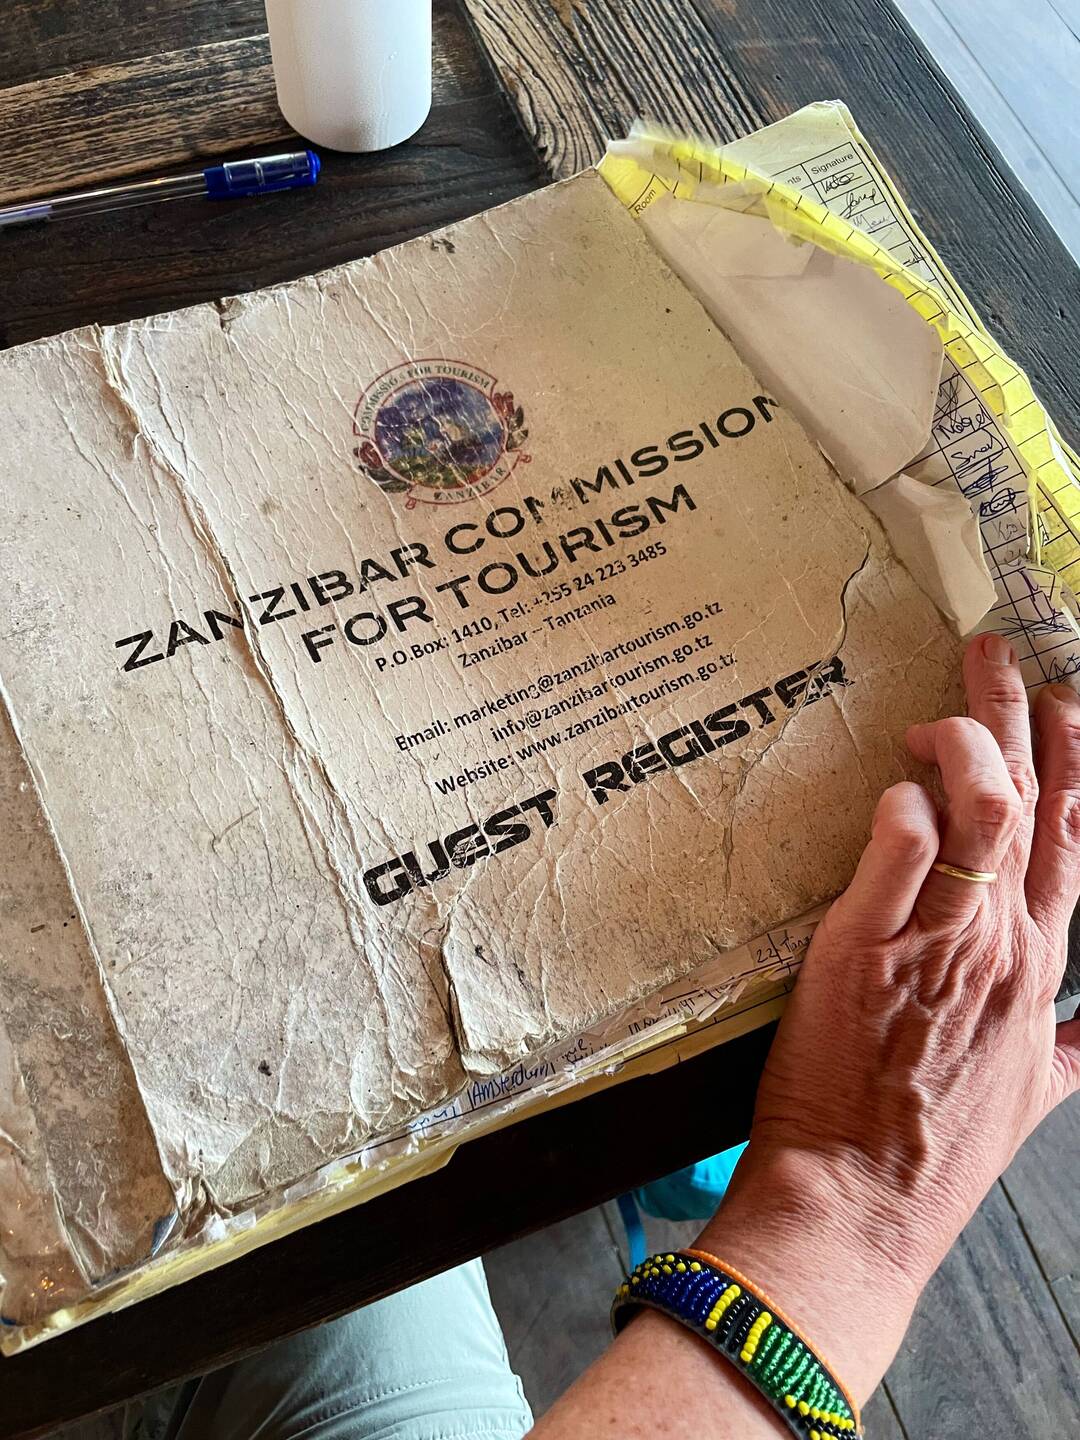 COMMISSION FOR TOURISM
ZANZIBAR
ZANZIBAR COMMISSION
FOR TOURISM
P.O.Box: 1410, Tel: +255 24 223 3485
Zanzibar – Tanzania
Email: marketing@zanzibartourism.go.tz
info@zanzibartourism.go.tz
Website: www.zanzibartourism.go.tz
GUEST REGISTER
Room
nts Signature
Amsterdam